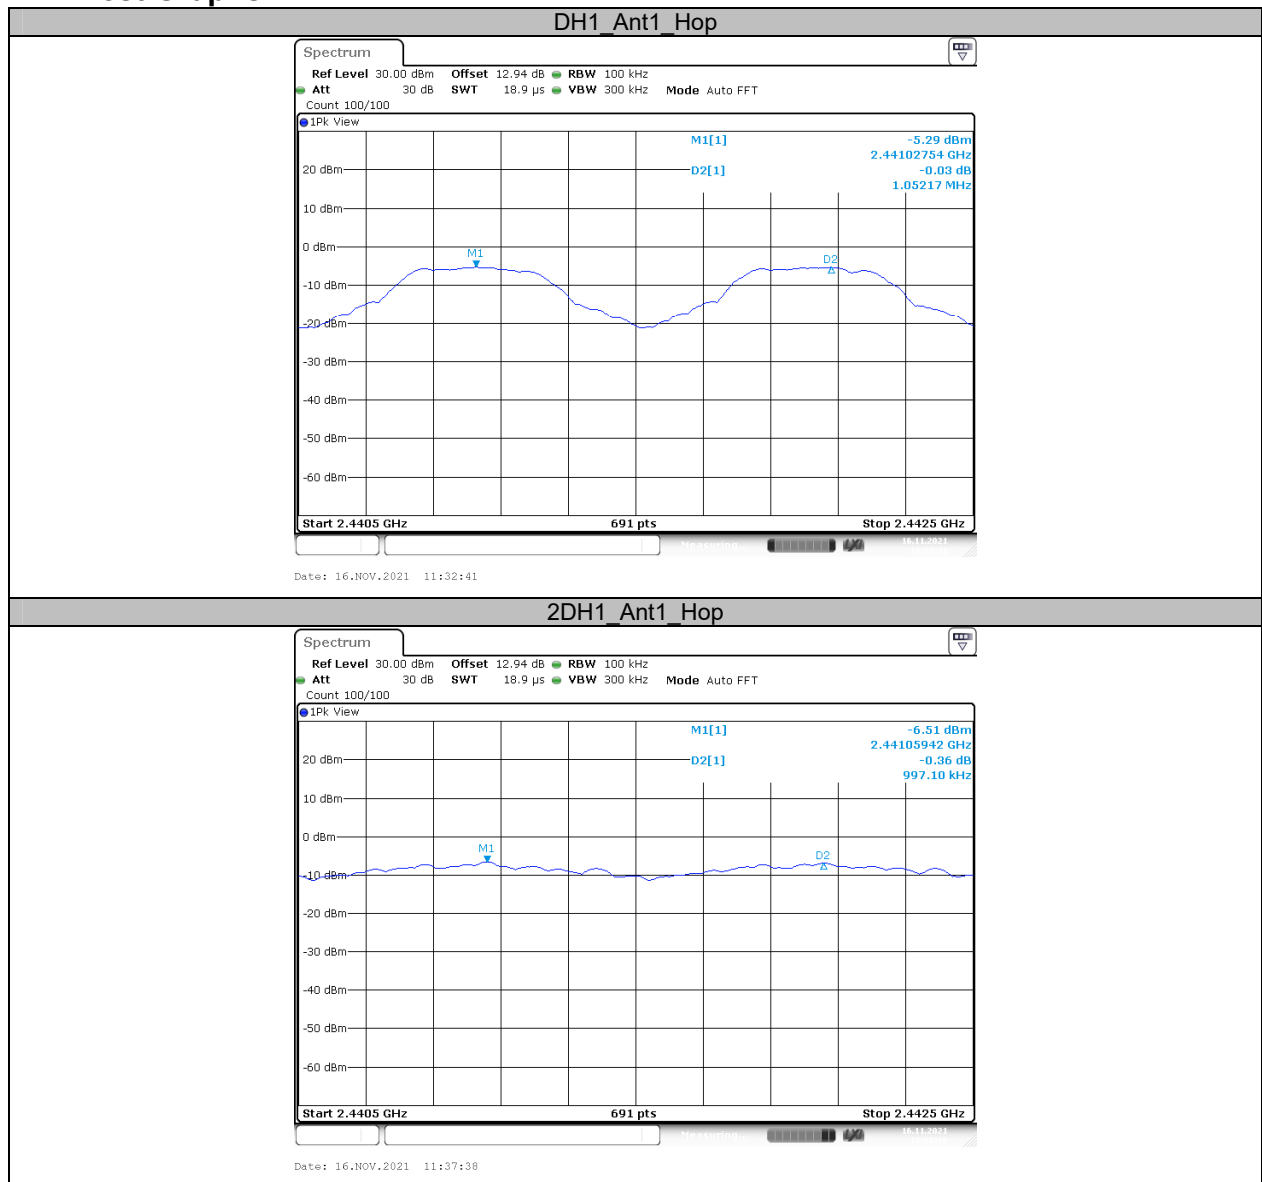 DH1_Ant1_Hop
Spectrum
Ref Level 30.00 dBm Offset 12.94 dB RBW 100 kHz
Att 30 dB SWT 18.9 µs VBW 300 kHz Mode Auto FFT
Count 100/100
1Pk View
M1[1] -5.29 dBm
2.44102754 GHz
20 dBm D2[1] -0.03 dB
1.05217 MHz
10 dBm
0 dBm
M1
D2
-10 dBm
-20 dBm
-30 dBm
-40 dBm
-50 dBm
-60 dBm
Start 2.4405 GHz 691 pts Stop 2.4425 GHz
Measuring... 16.11.2021
Date: 16.NOV.2021 11:32:41
2DH1_Ant1_Hop
Spectrum
Ref Level 30.00 dBm Offset 12.94 dB RBW 100 kHz
Att 30 dB SWT 18.9 µs VBW 300 kHz Mode Auto FFT
Count 100/100
1Pk View
M1[1] -6.51 dBm
2.44105942 GHz
20 dBm D2[1] -0.36 dB
997.10 kHz
10 dBm
0 dBm
M1
D2
-10 dBm
-20 dBm
-30 dBm
-40 dBm
-50 dBm
-60 dBm
Start 2.4405 GHz 691 pts Stop 2.4425 GHz
Measuring... 16.11.2021
Date: 16.NOV.2021 11:37:38